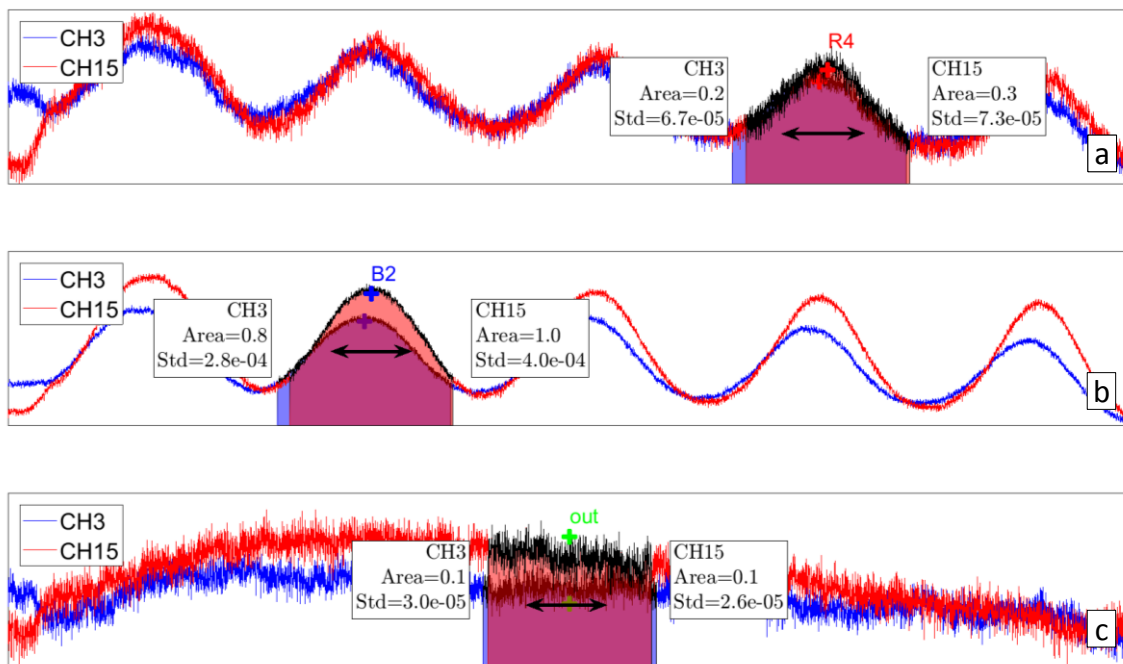 CH3
CH15
R4
CH3
Area=0.2
Std=6.7e-05
CH15
Area=0.3
Std=7.3e-05
a
CH3
CH15
B2
CH3
Area=0.8
Std=2.8e-04
CH15
Area=1.0
Std=4.0e-04
b
CH3
CH15
out
CH3
Area=0.1
Std=3.0e-05
CH15
Area=0.1
Std=2.6e-05
c